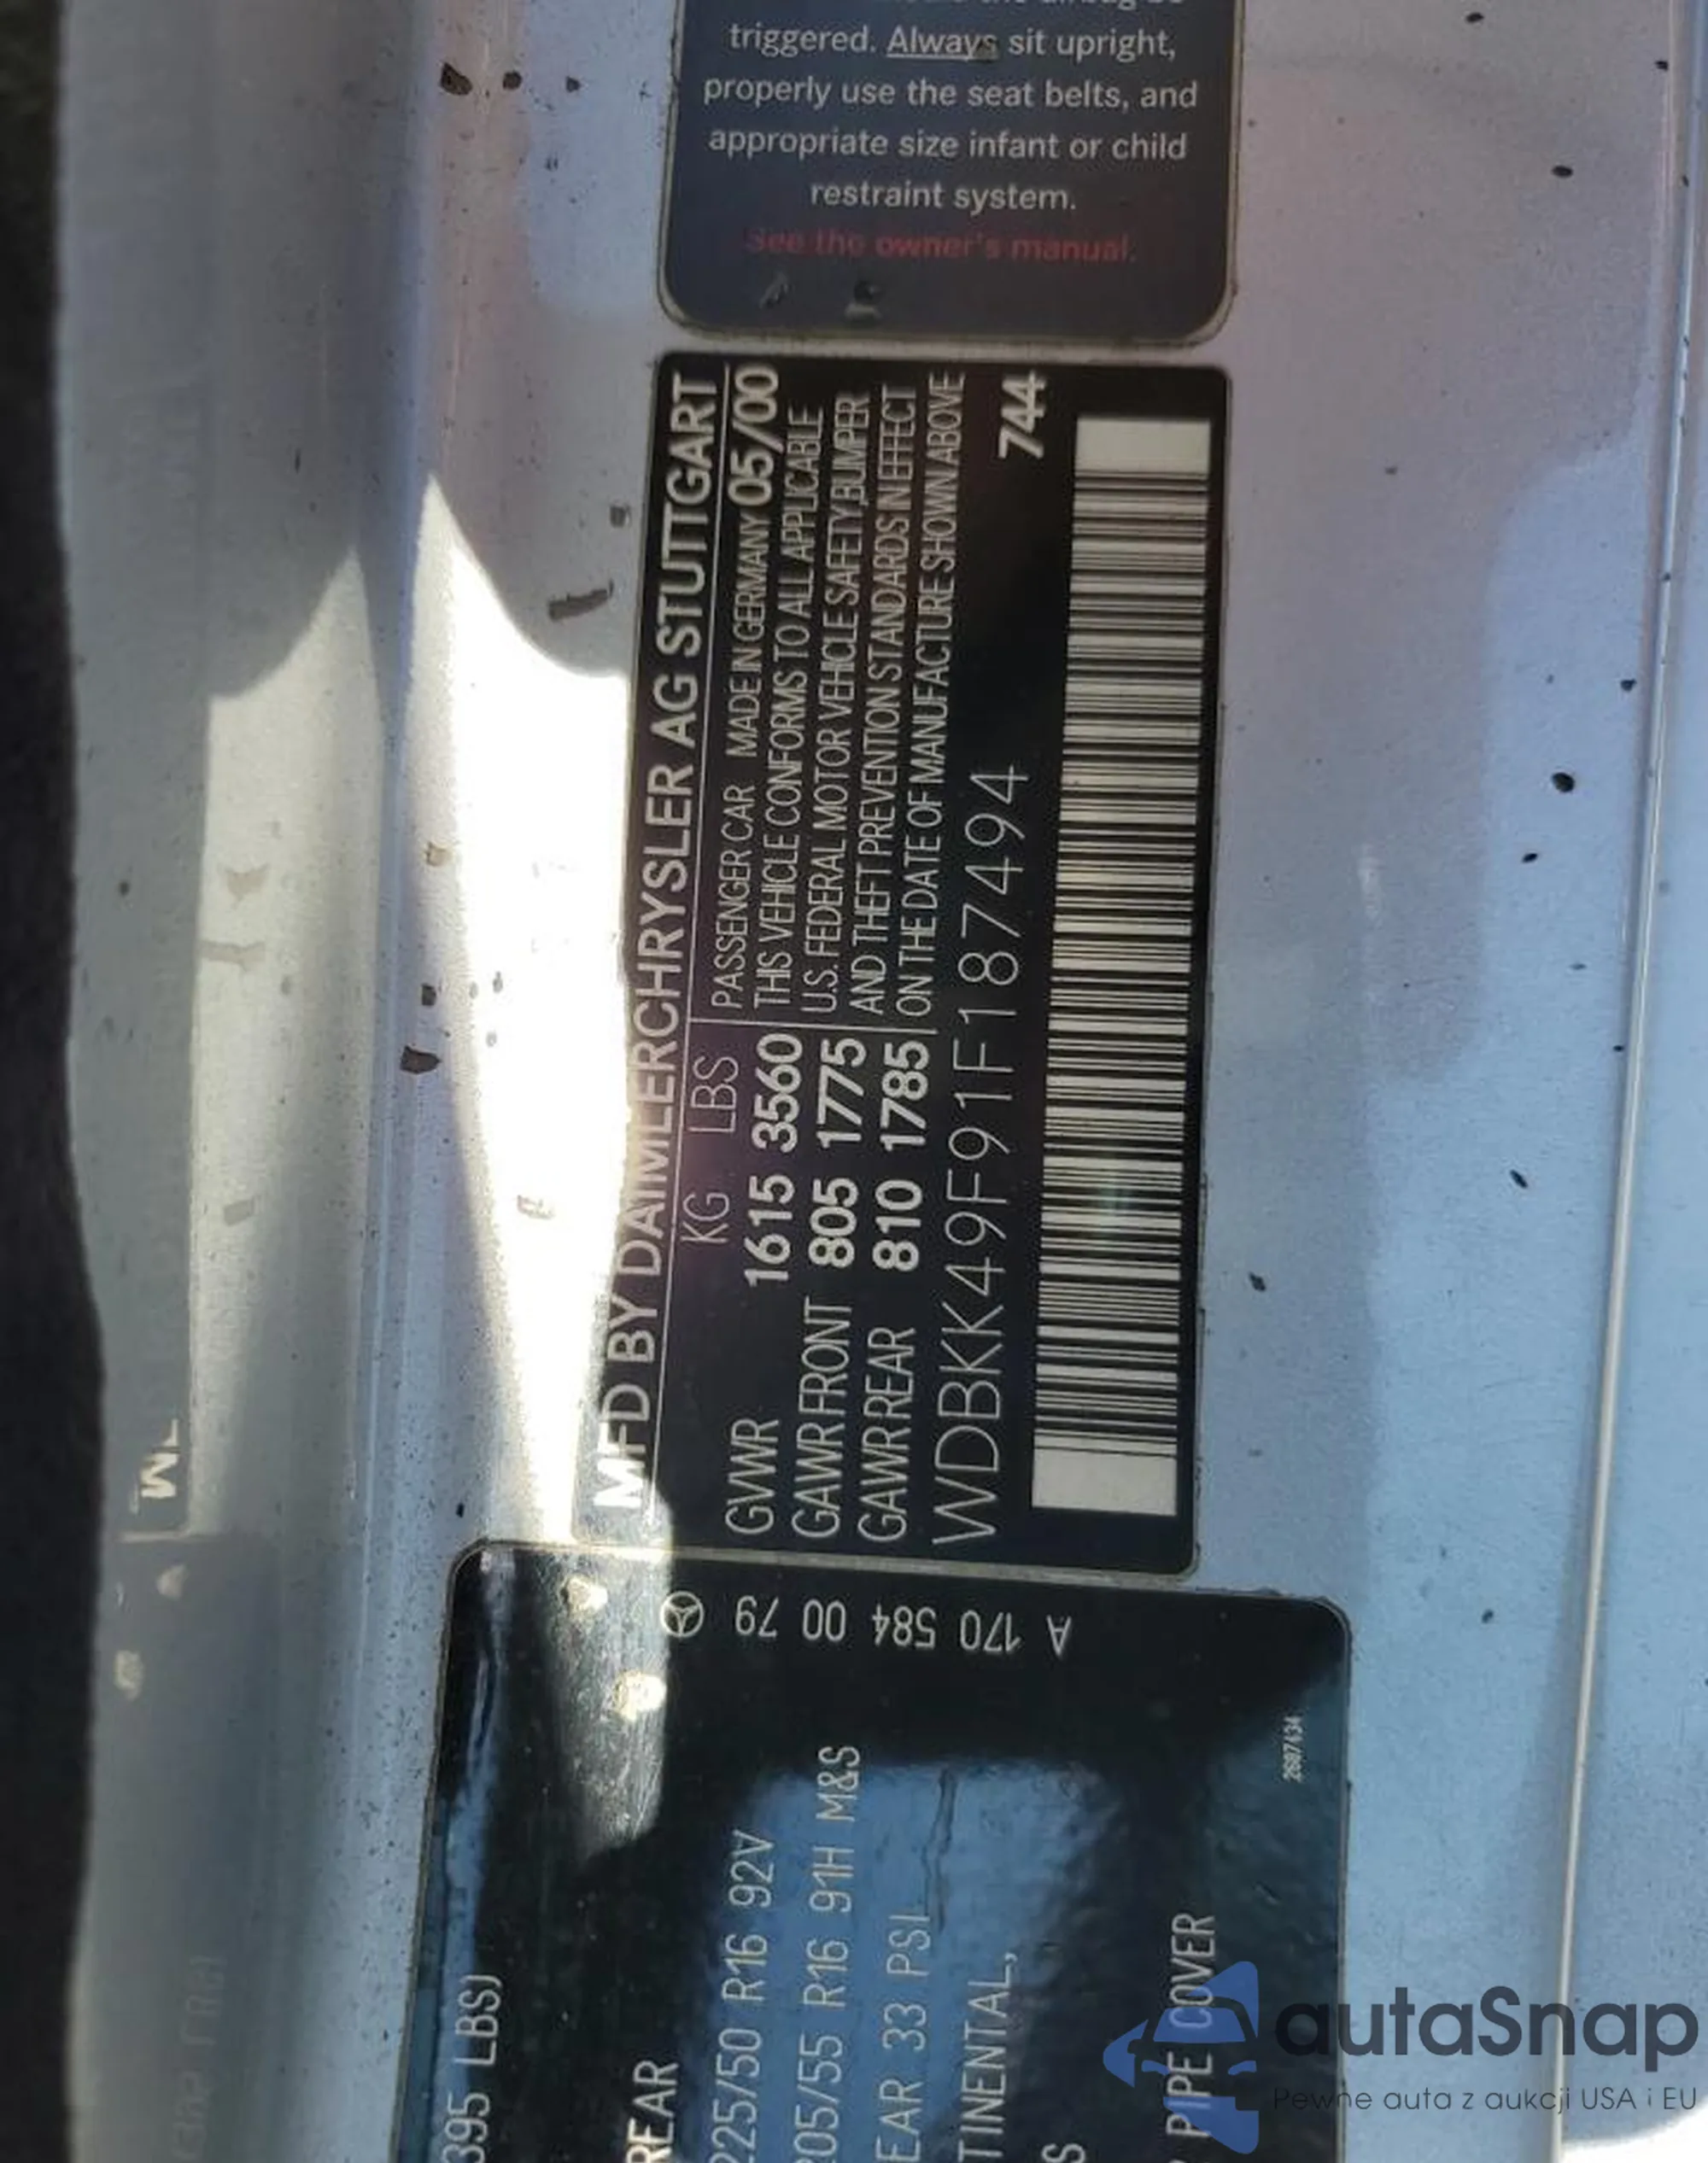 triggered. Always sit upright,
properly use the seat belts, and
appropriate size infant or child
restraint system.
See the owner's manual.
MFD BY DAIMLERCHRYSLER AG STUTTGART
KG LBS
GVWR 1615 3560
GAWR FRONT 805 1775
GAWR REAR 810 1785
PASSENGER CAR MADE IN GERMANY 05/00
THIS VEHICLE CONFORMS TO ALL APPLICABLE
U.S. FEDERAL MOTOR VEHICLE SAFETY, BUMPER
AND THEFT PREVENTION STANDARDS IN EFFECT
ON THE DATE OF MANUFACTURE SHOWN ABOVE
WDBKK49F91F187494
744
A 170 584 00 79
395 LBS)
REAR
225/50 R16 92V
205/55 R16 91H M&S
EAR 33 PSI
TINENTAL,
S
PIPE COVER
2607434
autaSnap
Pewne auta z aukcji USA i EU